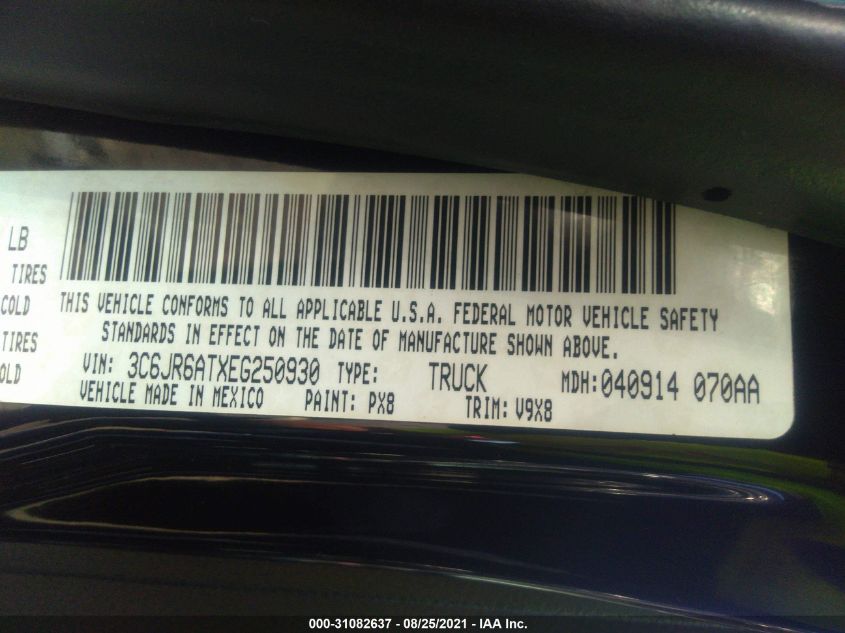 LB
TIRES
COLD
TIRES
OLD
THIS VEHICLE CONFORMS TO ALL APPLICABLE U.S.A. FEDERAL MOTOR VEHICLE SAFETY
STANDARDS IN EFFECT ON THE DATE OF MANUFACTURE SHOWN ABOVE.
VIN: 3C6JR6ATXEG250930 TYPE: TRUCK MDH: 040914 070AA
VEHICLE MADE IN MEXICO PAINT: PX8 TRIM: V9X8
000-31082637 - 08/25/2021 - IAA Inc.